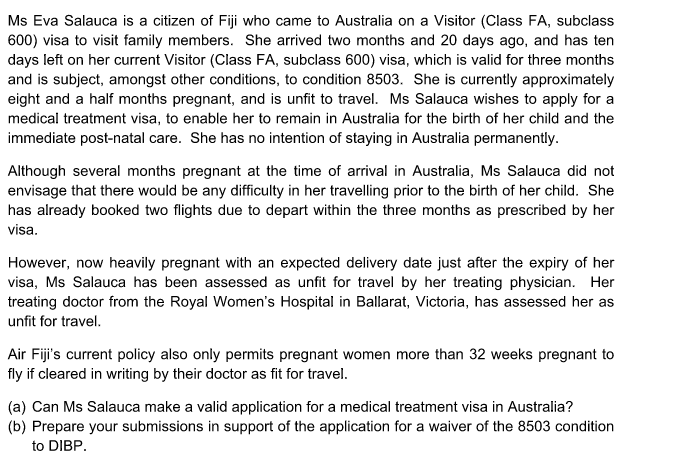 Ms Eva Salauca is a citizen of Fiji who came to Australia on a Visitor (Class FA, subclass
600) visa to visit family members. She arrived two months and 20 days ago, and has ten
days left on her current Visitor (Class FA, subclass 600) visa, which is valid for three months
and is subject, amongst other conditions, to condition 8503. She is currently approximately
eight and a half months pregnant, and is unfit to travel. Ms Salauca wishes to apply for a
medical treatment visa, to enable her to remain in Australia for the birth of her child and the
immediate post-natal care. She has no intention of staying in Australia permanently.
Although several months pregnant at the time of arrival in Australia, Ms Salauca did not
envisage that there would be any difficulty in her travelling prior to the birth of her child. She
has already booked two flights due to depart within the three months as prescribed by her
visa.
However, now heavily pregnant with an expected delivery date just after the expiry of her
visa, Ms Salauca has been assessed as unfit for travel by her treating physician. Her
treating doctor from the Royal Women's Hospital in Ballarat, Victoria, has assessed her as
unfit for travel.
Air Fiji's current policy also only permits pregnant women more than 32 weeks pregnant to
fly if cleared in writing by their doctor as fit for travel.
(a) Can Ms Salauca make a valid application for a medical treatment visa in Australia?
(b) Prepare your submissions in support of the application for a waiver of the 8503 condition
to DIBP.